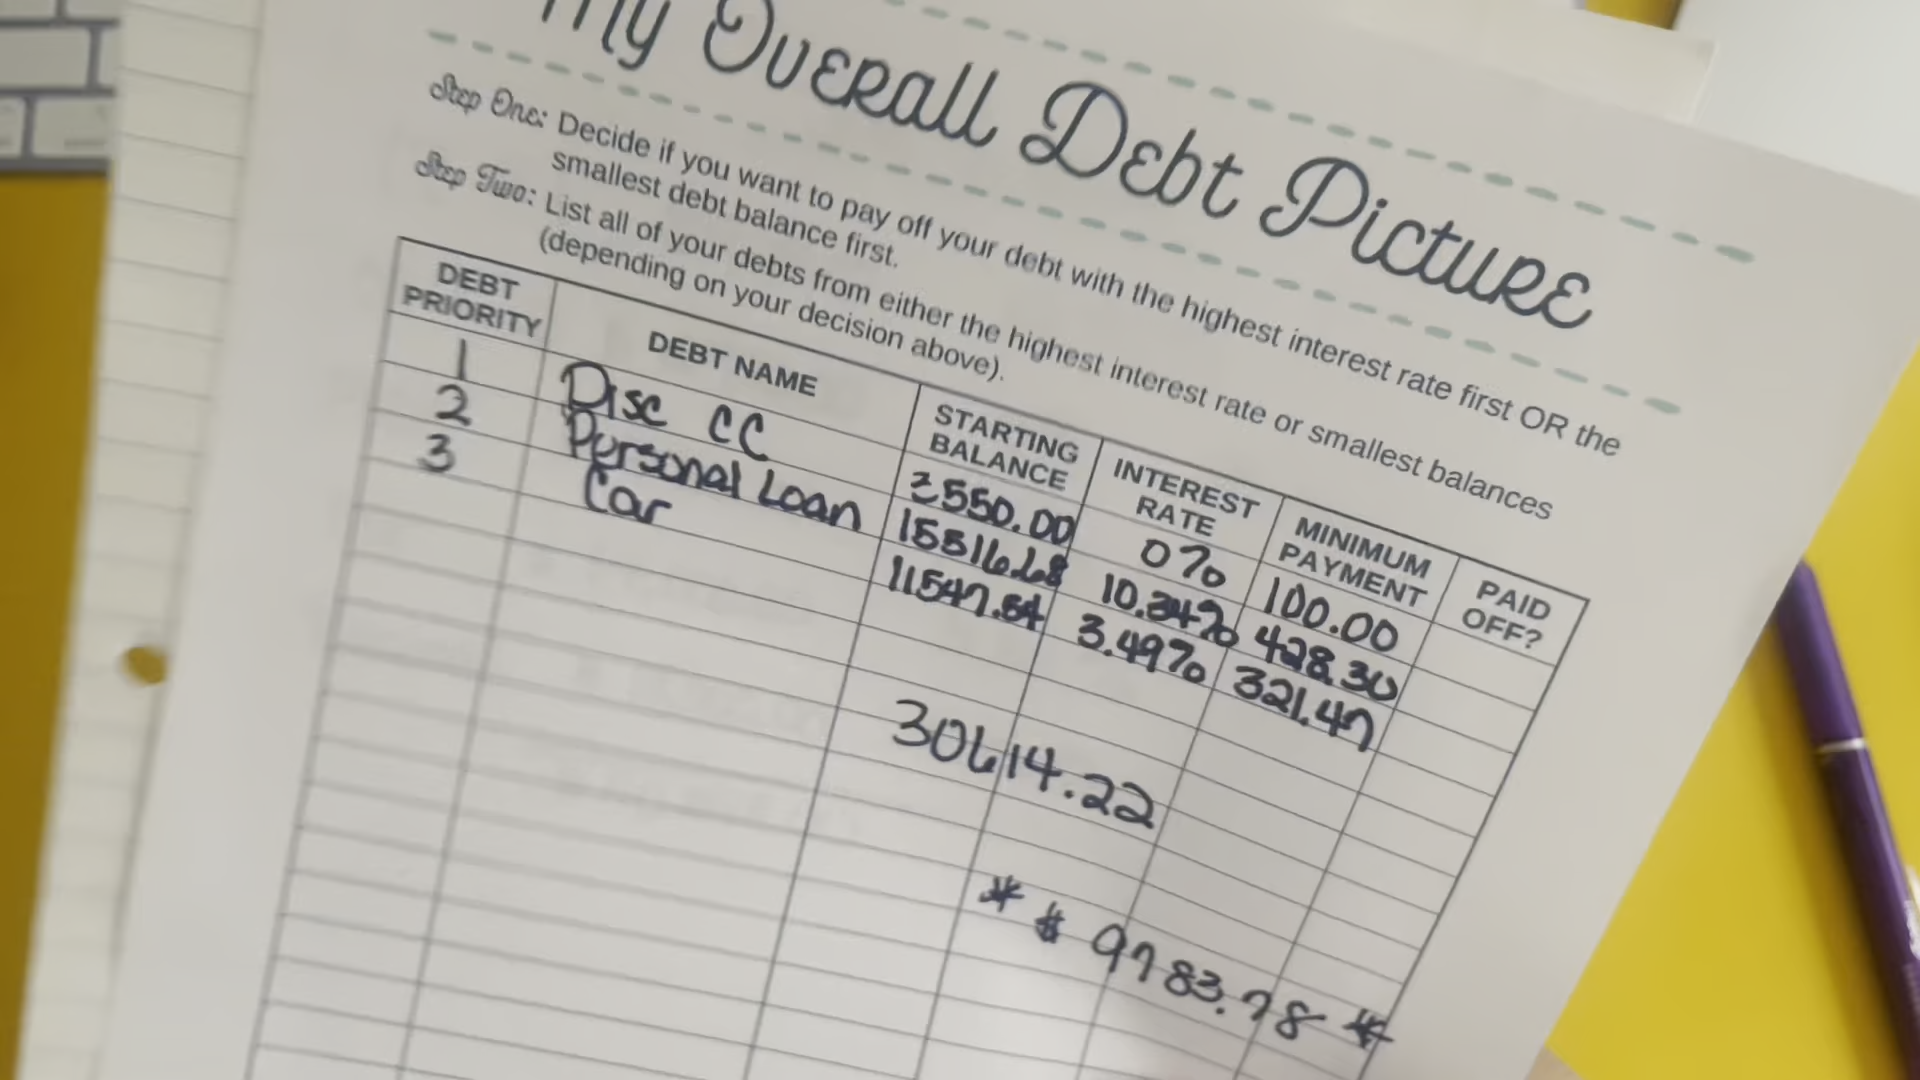 My Overall Debt Picture
Step One: Decide if you want to pay off your debt with the highest interest rate first OR the
smallest debt balance first.
Step Two: List all of your debts from either the highest interest rate or smallest balances
(depending on your decision above).
DEBT PRIORITY DEBT NAME STARTING BALANCE INTEREST RATE MINIMUM PAYMENT PAID OFF?
1 Disc CC 3550.00 0% 100.00
2 Personal Loan 15516.68 10.34% 428.30
3 Car 11547.54 3.49% 321.47
30614.22
* $ 9783.78 *